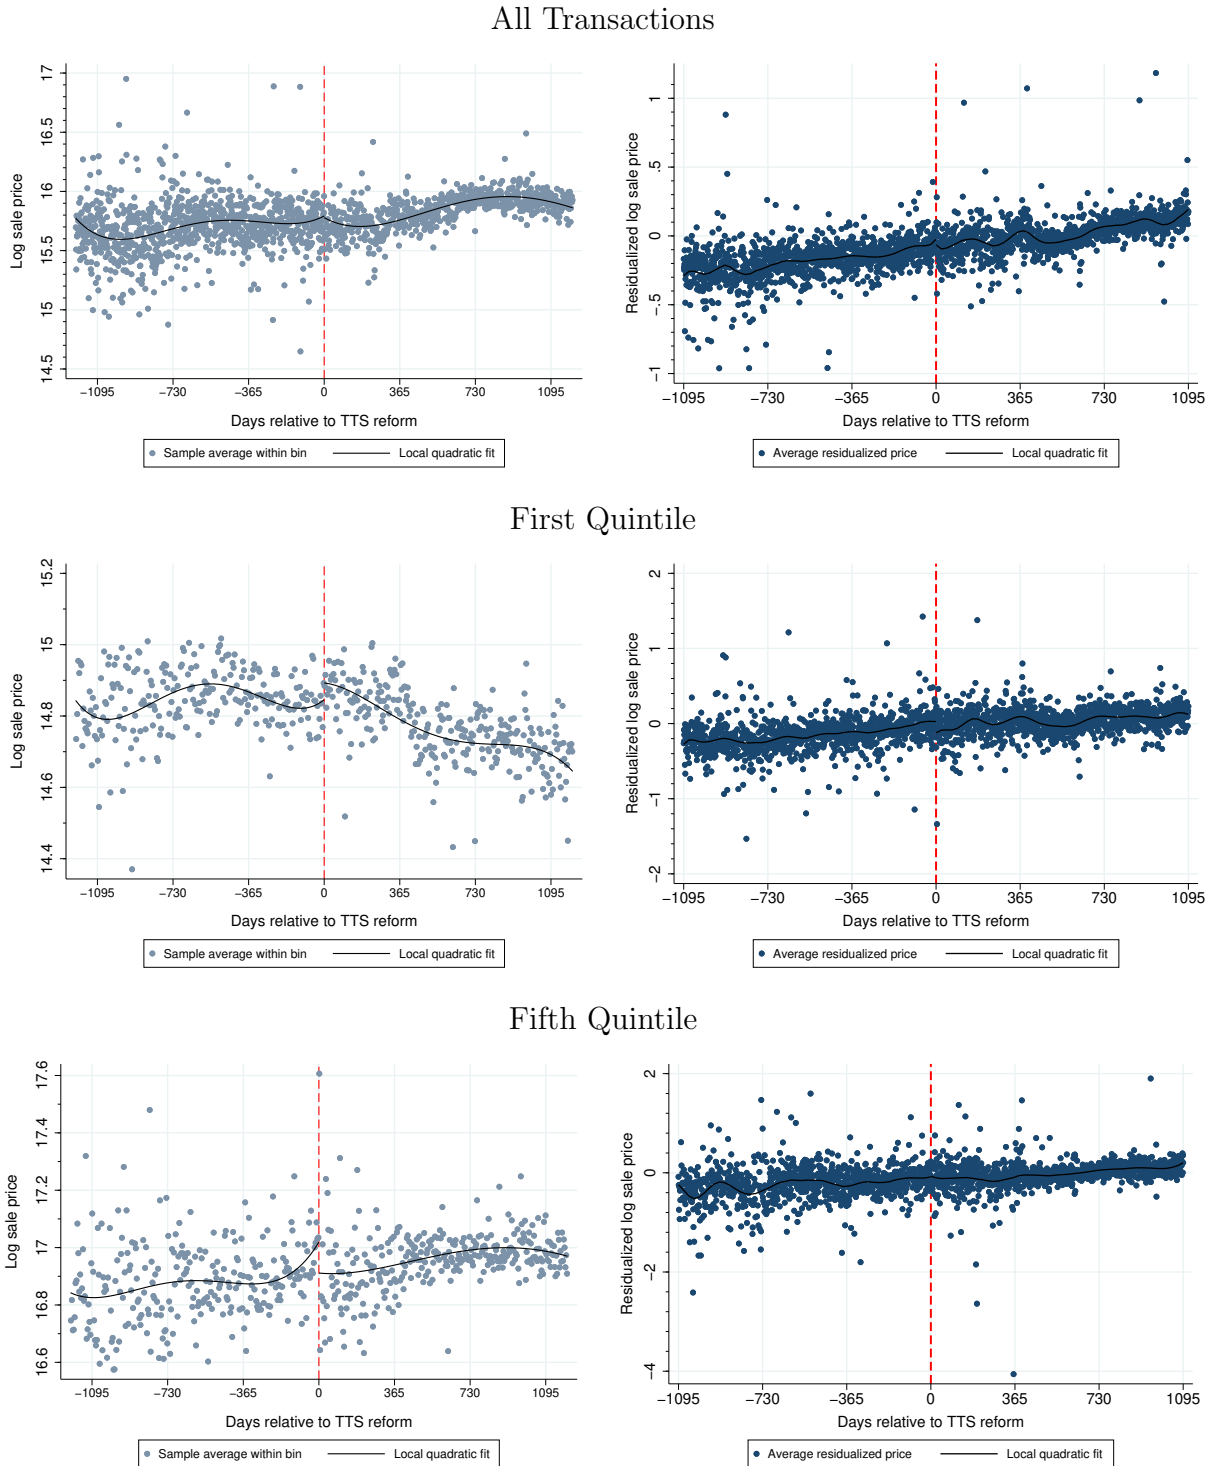 All Transactions
Log sale price
17
16.5
16
15.5
15
14.5
−1095 −730 −365 0 365 730 1095
Days relative to TTS reform
Sample average within bin Local quadratic fit
Residualized log sale price
1
.5
0
−.5
−1
−1095 −730 −365 0 365 730 1095
Days relative to TTS reform
Average residualized price Local quadratic fit
First Quintile
Log sale price
15.2
15
14.8
14.6
14.4
−1095 −730 −365 0 365 730 1095
Days relative to TTS reform
Sample average within bin Local quadratic fit
Residualized log sale price
2
1
0
−1
−2
−1095 −730 −365 0 365 730 1095
Days relative to TTS reform
Average residualized price Local quadratic fit
Fifth Quintile
Log sale price
17.6
17.4
17.2
17
16.8
16.6
−1095 −730 −365 0 365 730 1095
Days relative to TTS reform
Sample average within bin Local quadratic fit
Residualized log sale price
2
0
−2
−4
−1095 −730 −365 0 365 730 1095
Days relative to TTS reform
Average residualized price Local quadratic fit